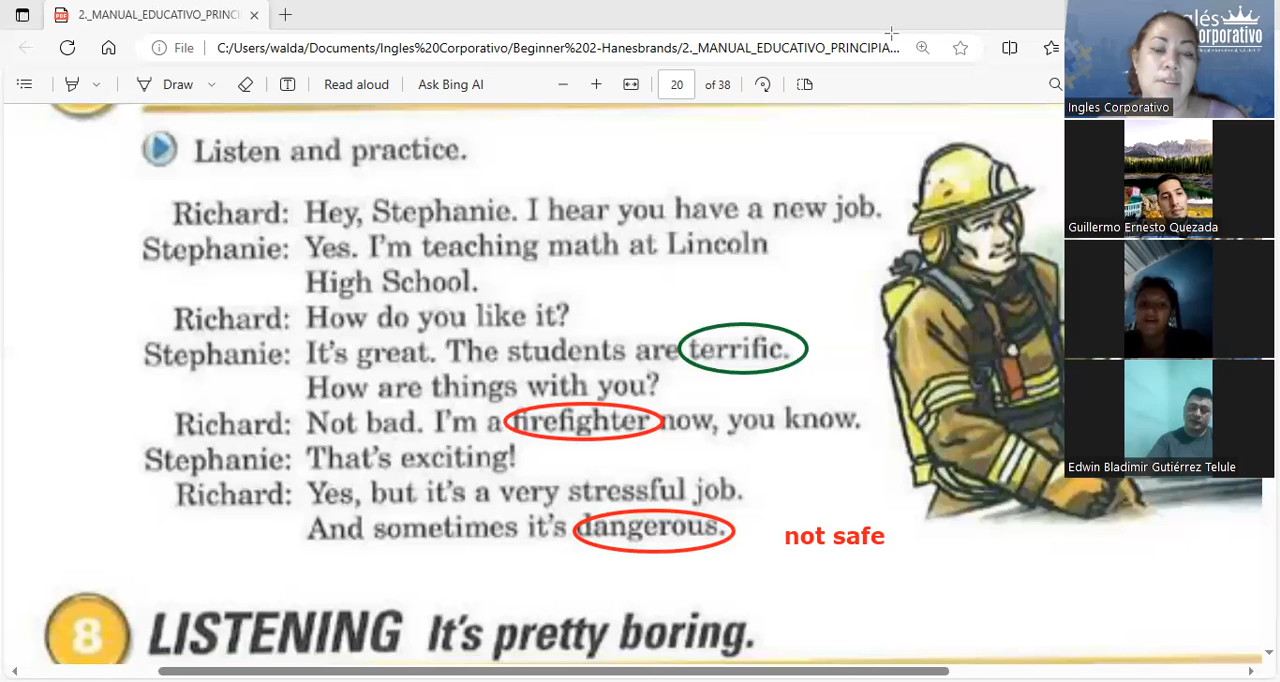 2._MANUAL_EDUCATIVO_PRINCI
File
C:/Users/walda/Documents/Ingles%20Corporativo/Beginner%202-Hanesbrands/2._MANUAL_EDUCATIVO_PRINCIPIA...
Draw
Read aloud
Ask Bing AI
20
of 38
Listen and practice.
Richard: Hey, Stephanie. I hear you have a new job.
Stephanie: Yes. I'm teaching math at Lincoln
High School.
Richard: How do you like it?
Stephanie: It's great. The students are terrific.
How are things with you?
Richard: Not bad. I'm a firefighter now, you know.
Stephanie: That's exciting!
Richard: Yes, but it's a very stressful job.
And sometimes it's dangerous.
not safe
8 LISTENING It's pretty boring.
Ingles Corporativo
Guillermo Ernesto Quezada
Edwin Bladimir Gutiérrez Telule